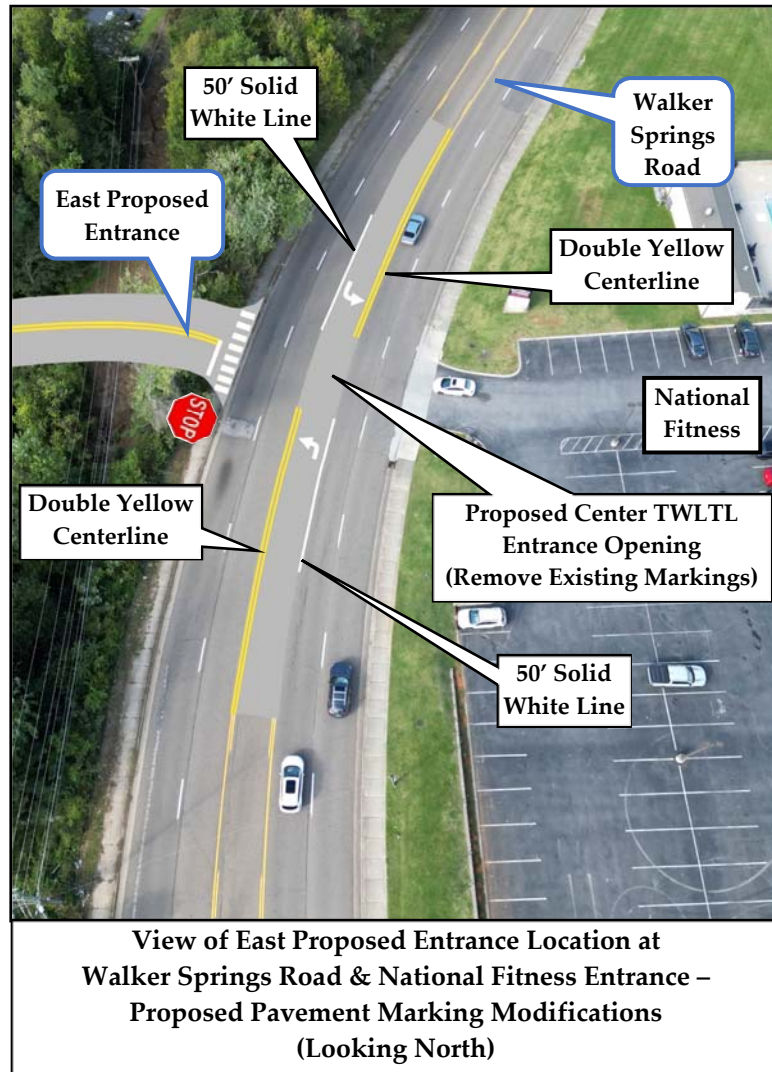 50’ Solid
White Line
Walker
Springs
Road
East Proposed
Entrance
Double Yellow
Centerline
National
Fitness
STOP
Double Yellow
Centerline
Proposed Center TWLTL
Entrance Opening
(Remove Existing Markings)
50’ Solid
White Line
View of East Proposed Entrance Location at
Walker Springs Road & National Fitness Entrance –
Proposed Pavement Marking Modifications
(Looking North)